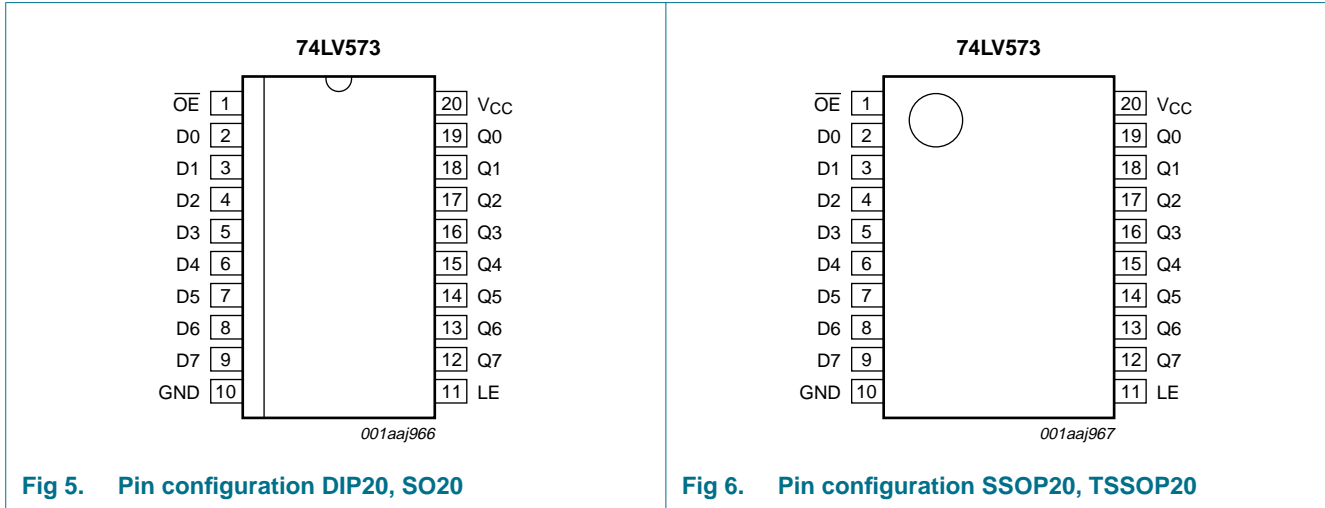 74LV573
OE 1 20 VCC
D0 2 19 Q0
D1 3 18 Q1
D2 4 17 Q2
D3 5 16 Q3
D4 6 15 Q4
D5 7 14 Q5
D6 8 13 Q6
D7 9 12 Q7
GND 10 11 LE
001aaj966
Fig 5. Pin configuration DIP20, SO20
74LV573
OE 1 20 VCC
D0 2 19 Q0
D1 3 18 Q1
D2 4 17 Q2
D3 5 16 Q3
D4 6 15 Q4
D5 7 14 Q5
D6 8 13 Q6
D7 9 12 Q7
GND 10 11 LE
001aaj967
Fig 6. Pin configuration SSOP20, TSSOP20